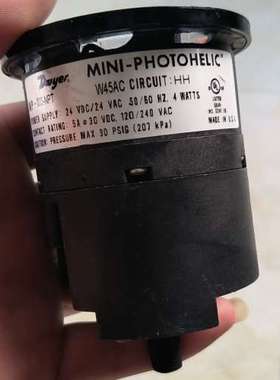 Dwyer MINI-PHOTOHELIC
W45AC CIRCUIT: HH
POWER SUPPLY: 24 VDC/24 VAC 50/60 HZ. 4 WATTS
CONTACT RATING: 5A @ 30 VDC, 120/240 VAC
PRESSURE MAX 30 PSIG (207 kPa)
MADE IN U.S.A.